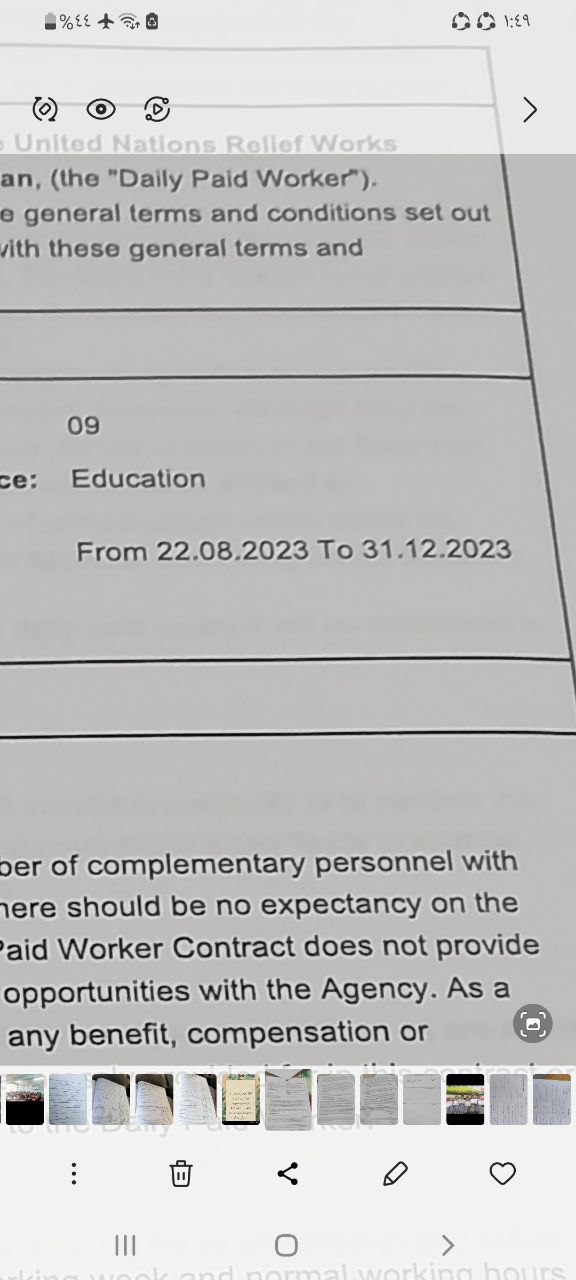 %٤٤ ١:٤٩
United Nations Relief Works
an, (the "Daily Paid Worker").
e general terms and conditions set out
with these general terms and
09
ce: Education
From 22.08.2023 To 31.12.2023
ber of complementary personnel with
here should be no expectancy on the
Paid Worker Contract does not provide
opportunities with the Agency. As a
any benefit, compensation or
for in this contract or
to the Daily Paid Worker.
rking week and normal working hours